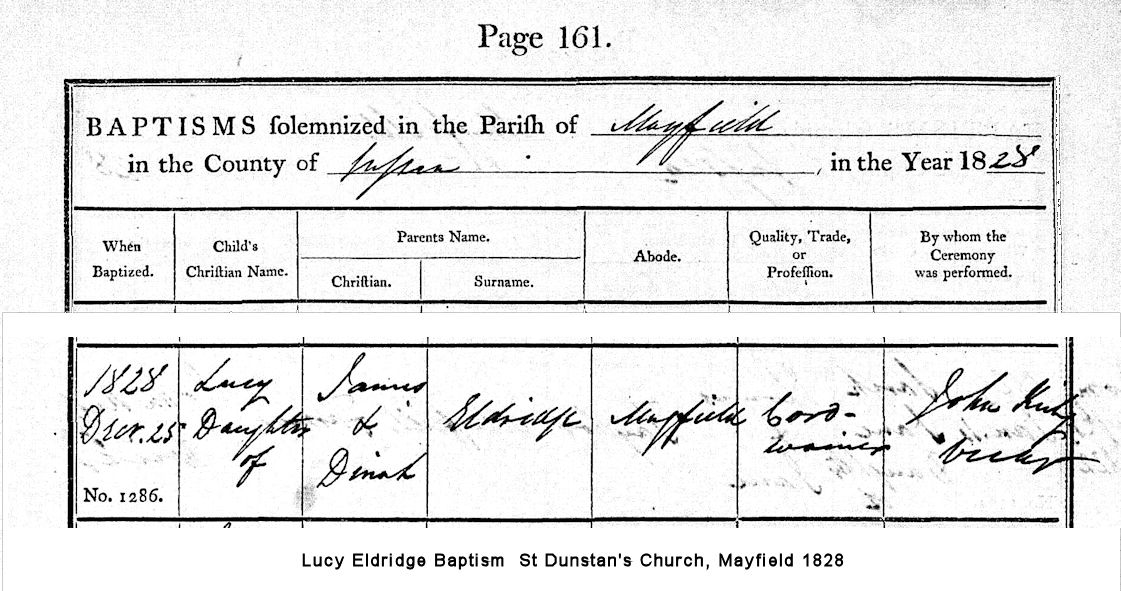 Page 161.
BAPTISMS ſolemnized in the Pariſh of Mayfield
in the County of Suſsex, in the Year 1828
When
Baptized.
Child's
Chriſtian Name.
Parents Name.
Chriſtian.
Surname.
Abode.
Quality, Trade,
or
Profeſſion.
By whom the
Ceremony
was performed.
1828
Decr. 25
No. 1286.
Lucy
Daughter
of
James
&
Dinah
Eldridge
Mayfield
Cord-
wainer
John Kirby
Vicar
Lucy Eldridge Baptism St Dunstan's Church, Mayfield 1828